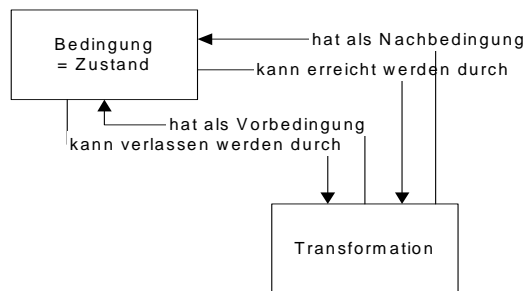 Bedingung
= Zustand
hat als Nachbedingung
kann erreicht werden durch
hat als Vorbedingung
kann verlassen werden durch
Transformation